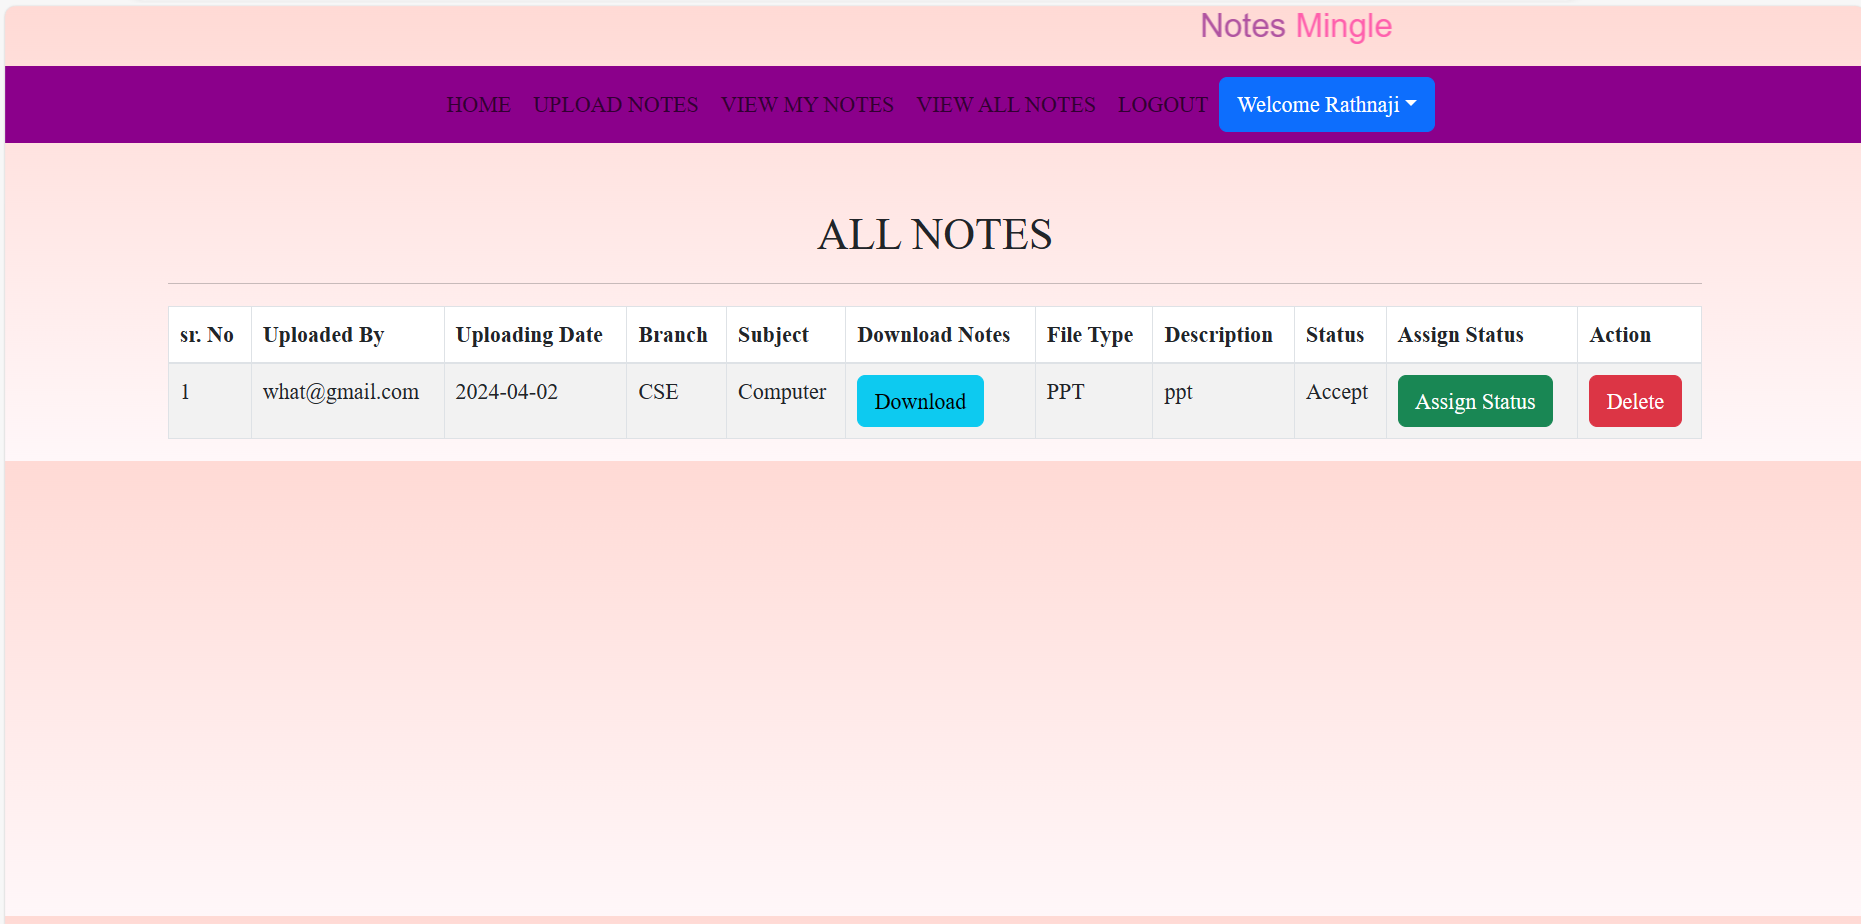 Notes Mingle
HOME UPLOAD NOTES VIEW MY NOTES VIEW ALL NOTES LOGOUT Welcome Rathnaji
ALL NOTES
sr. No Uploaded By Uploading Date Branch Subject Download Notes File Type Description Status Assign Status Action
1 what@gmail.com 2024-04-02 CSE Computer Download PPT ppt Accept Assign Status Delete